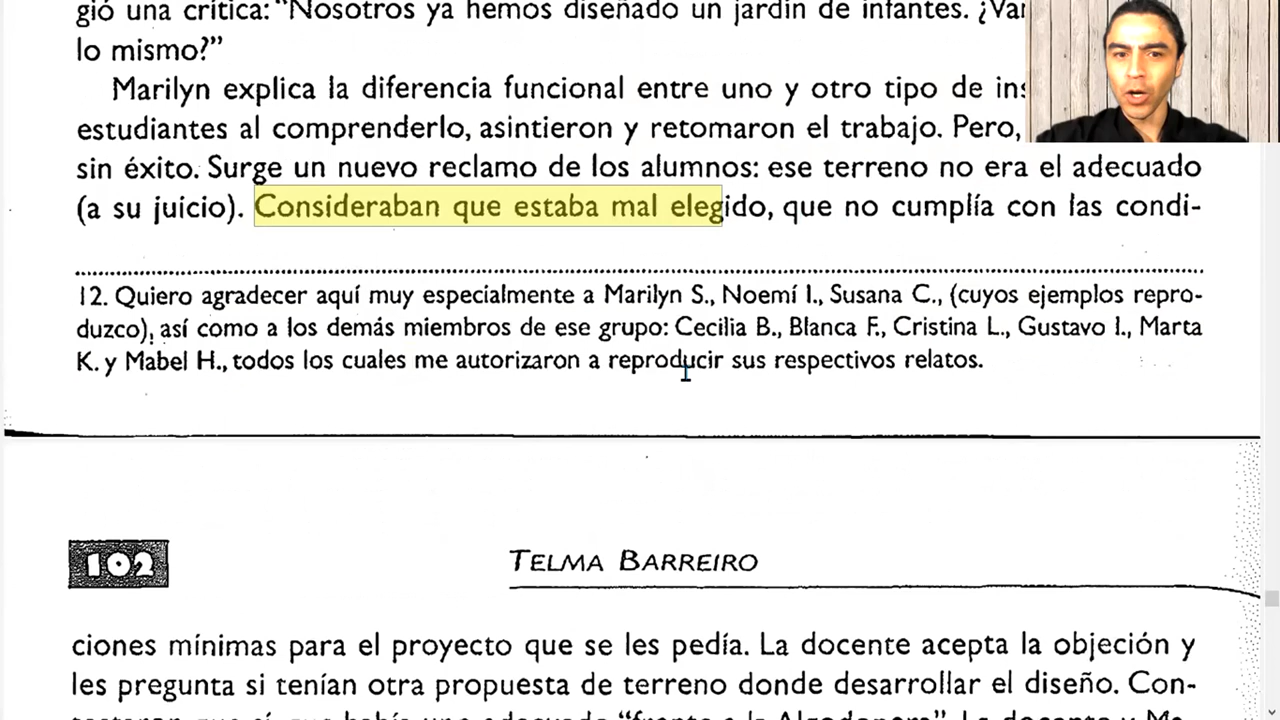 gió una crítica: “Nosotros ya hemos diseñado un jardín de infantes.
lo mismo?”
Marilyn explica la diferencia funcional entre uno y otro tipo de
estudiantes al comprenderlo, asintieron y retomaron el trabajo. Pero,
sin éxito. Surge un nuevo reclamo de los alumnos: ese terreno no era el adecuado
(a su juicio). Consideraban que estaba mal elegido, que no cumplía con las condi-
12. Quiero agradecer aquí muy especialmente a Marilyn S., Noemí I., Susana C., (cuyos ejemplos repro-
duzco), así como a los demás miembros de ese grupo: Cecilia B., Blanca F., Cristina L., Gustavo I., Marta
K. y Mabel H., todos los cuales me autorizaron a reproducir sus respectivos relatos.
102
TELMA BARREIRO
ciones mínimas para el proyecto que se les pedía. La docente acepta la objeción y
les pregunta si tenían otra propuesta de terreno donde desarrollar el diseño. Con-